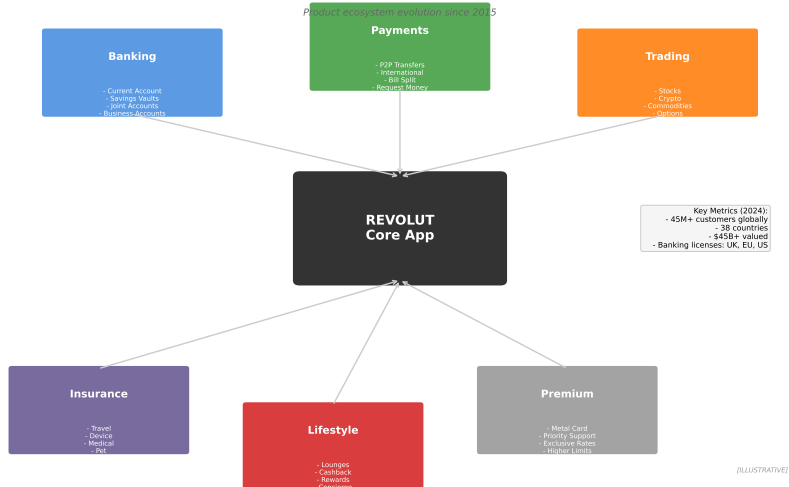 Product ecosystem evolution since 2015
Banking
- Current Account
- Savings Vaults
- Joint Accounts
- Business Accounts
Payments
- P2P Transfers
- International
- Bill Split
- Request Money
Trading
- Stocks
- Crypto
- Commodities
- Options
REVOLUT
Core App
Key Metrics (2024):
- 45M+ customers globally
- 38 countries
- $45B+ valued
- Banking licenses: UK, EU, US
Insurance
- Travel
- Device
- Medical
- Pet
Lifestyle
- Lounges
- Cashback
- Rewards
- Concierge
Premium
- Metal Card
- Priority Support
- Exclusive Rates
- Higher Limits
[ILLUSTRATIVE]